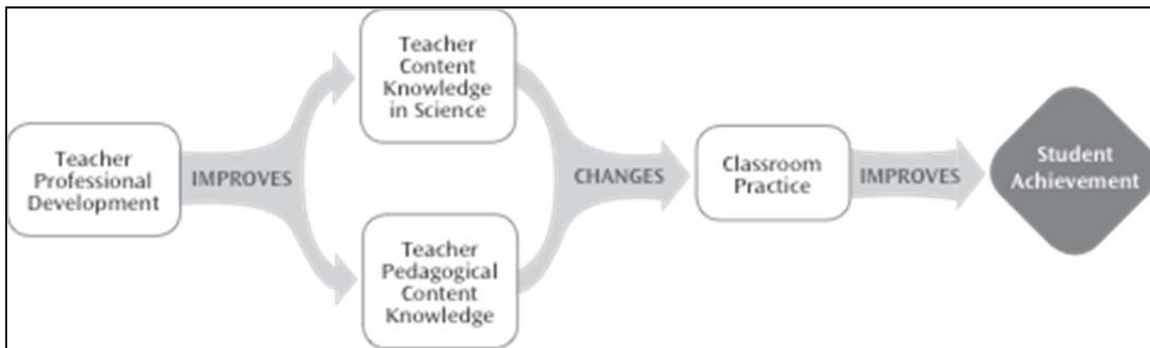 Teacher
Professional
Development
IMPROVES
Teacher
Content
Knowledge
in Science
Teacher
Pedagogical
Content
Knowledge
CHANGES
Classroom
Practice
IMPROVES
Student
Achievement